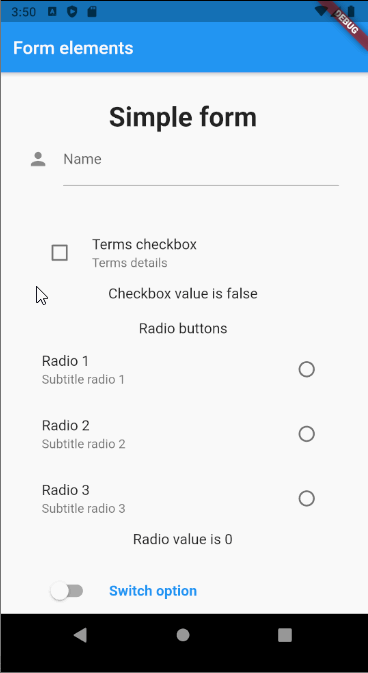 3:50
DEBUG
Form elements
Simple form
Name
Terms checkbox
Terms details
Checkbox value is false
Radio buttons
Radio 1
Subtitle radio 1
Radio 2
Subtitle radio 2
Radio 3
Subtitle radio 3
Radio value is 0
Switch option